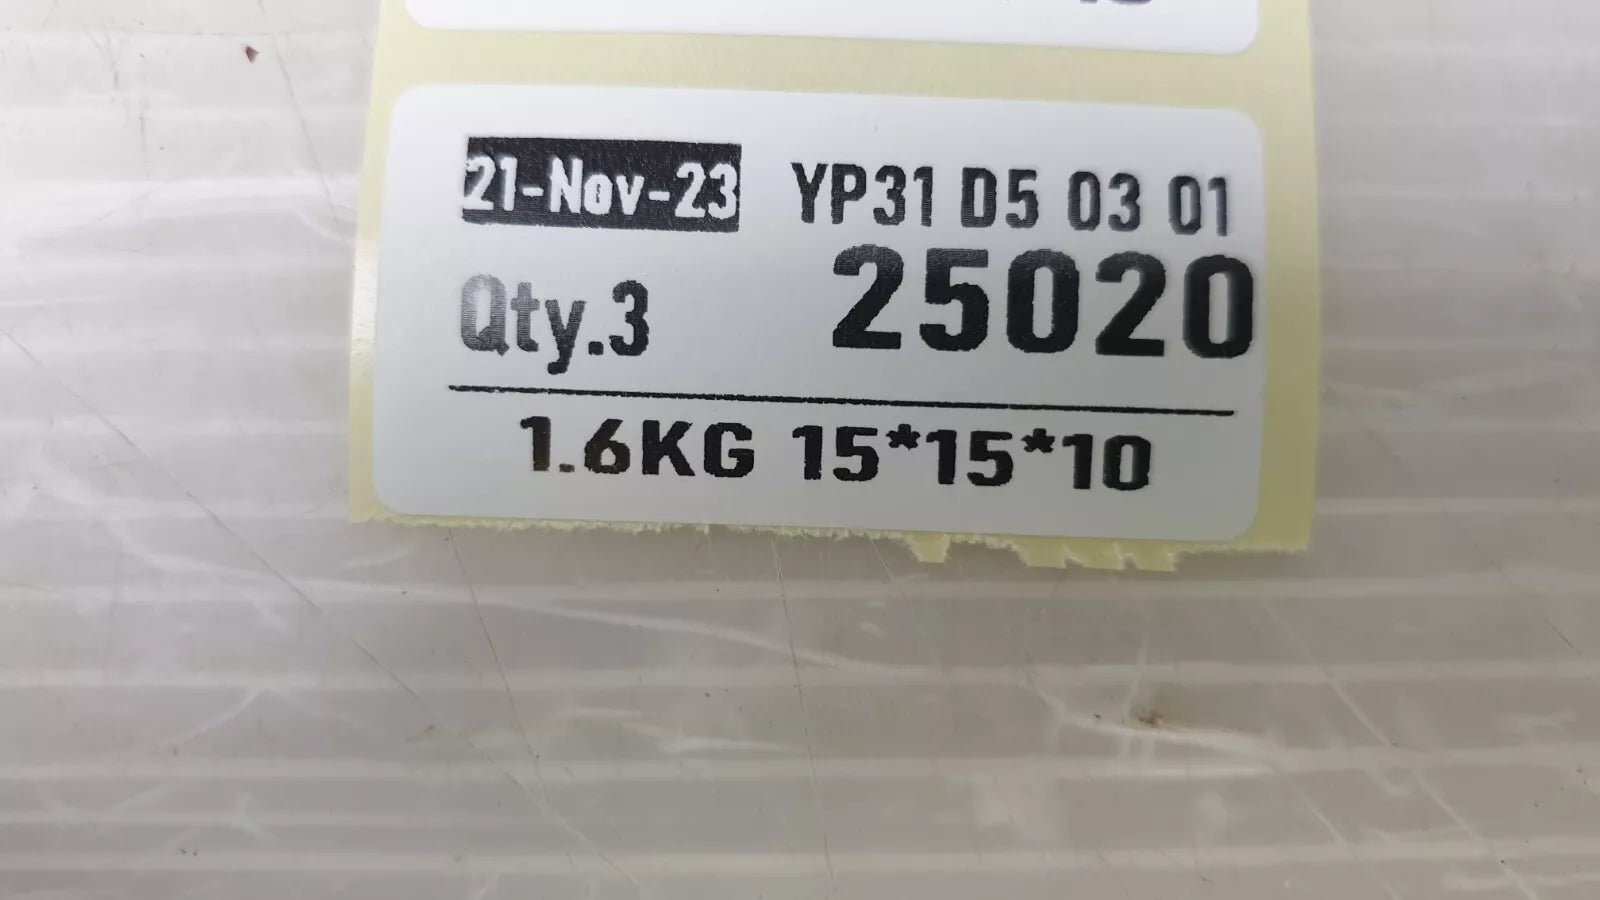 21-Nov-23 YP31 D5 03 01
Qty.3 25020
1.6KG 15*15*10